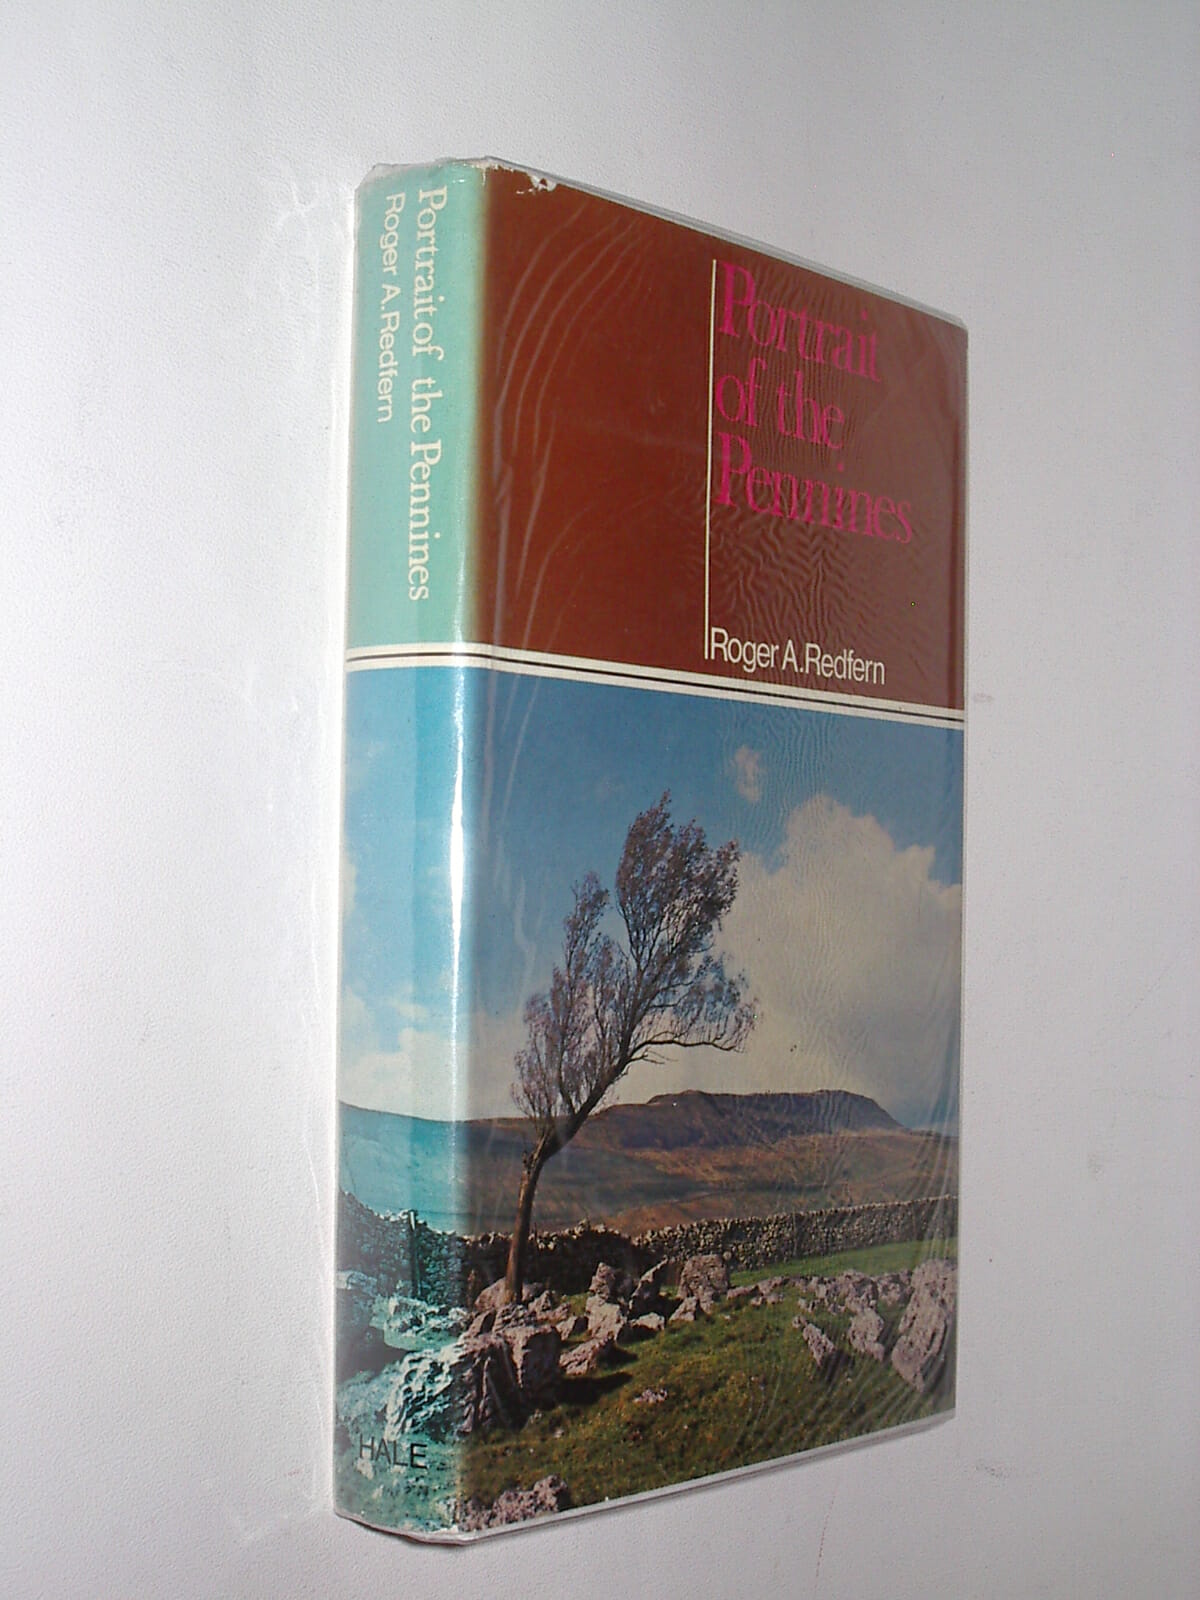 Portrait of the Pennines
Roger A. Redfern
HALE
Portrait
of the
Pennines
Roger A. Redfern